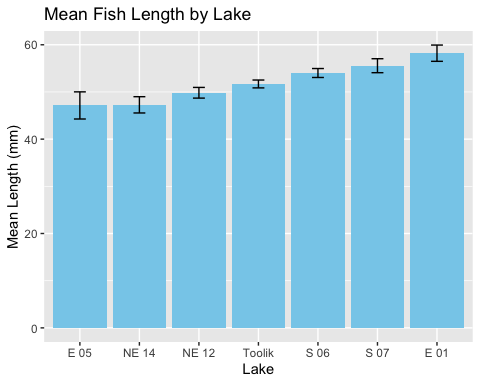 Mean Fish Length by Lake
Mean Length (mm)
60
40
20
0
E 05 NE 14 NE 12 Toolik S 06 S 07 E 01
Lake